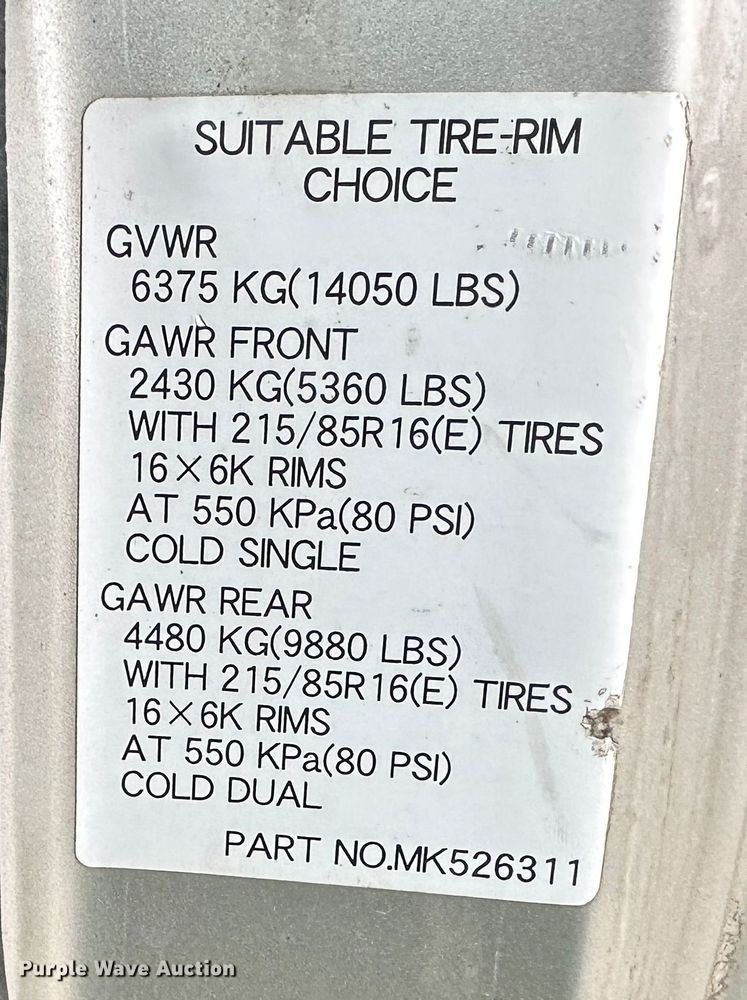 SUITABLE TIRE-RIM
CHOICE
GVWR
6375 KG(14050 LBS)
GAWR FRONT
2430 KG(5360 LBS)
WITH 215/85R16(E) TIRES
16×6K RIMS
AT 550 KPa(80 PSI)
COLD SINGLE
GAWR REAR
4480 KG(9880 LBS)
WITH 215/85R16(E) TIRES
16×6K RIMS
AT 550 KPa(80 PSI)
COLD DUAL
PART NO.MK526311
Purple Wave Auction